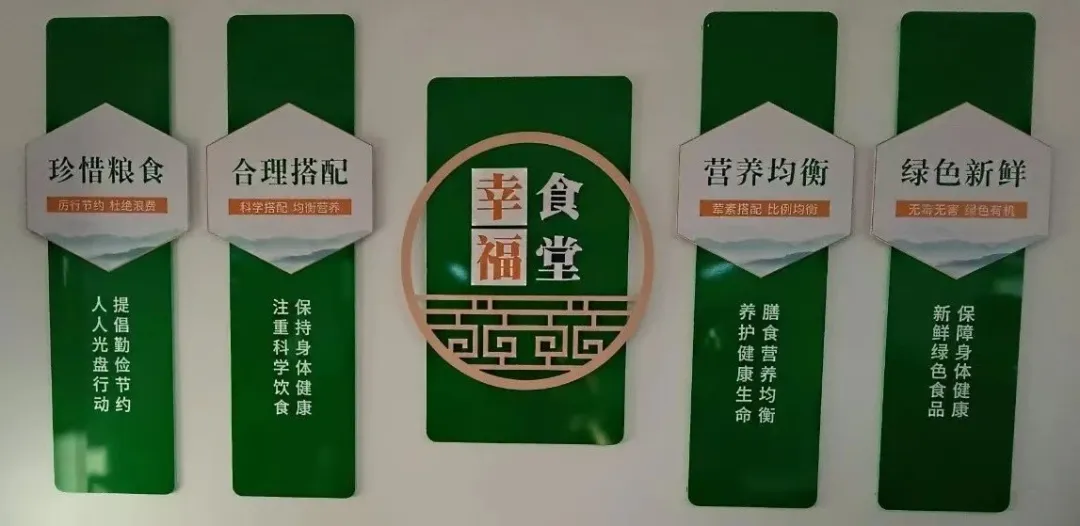 珍惜粮食
厉行节约 杜绝浪费
提倡勤俭节约
人人光盘行动
合理搭配
科学搭配 均衡营养
保持身体健康
注重科学饮食
幸福
食堂
营养均衡
荤素搭配 比例均衡
膳食营养均衡
养护健康生命
绿色新鲜
无毒无害 绿色有机
保障身体健康
新鲜绿色食品